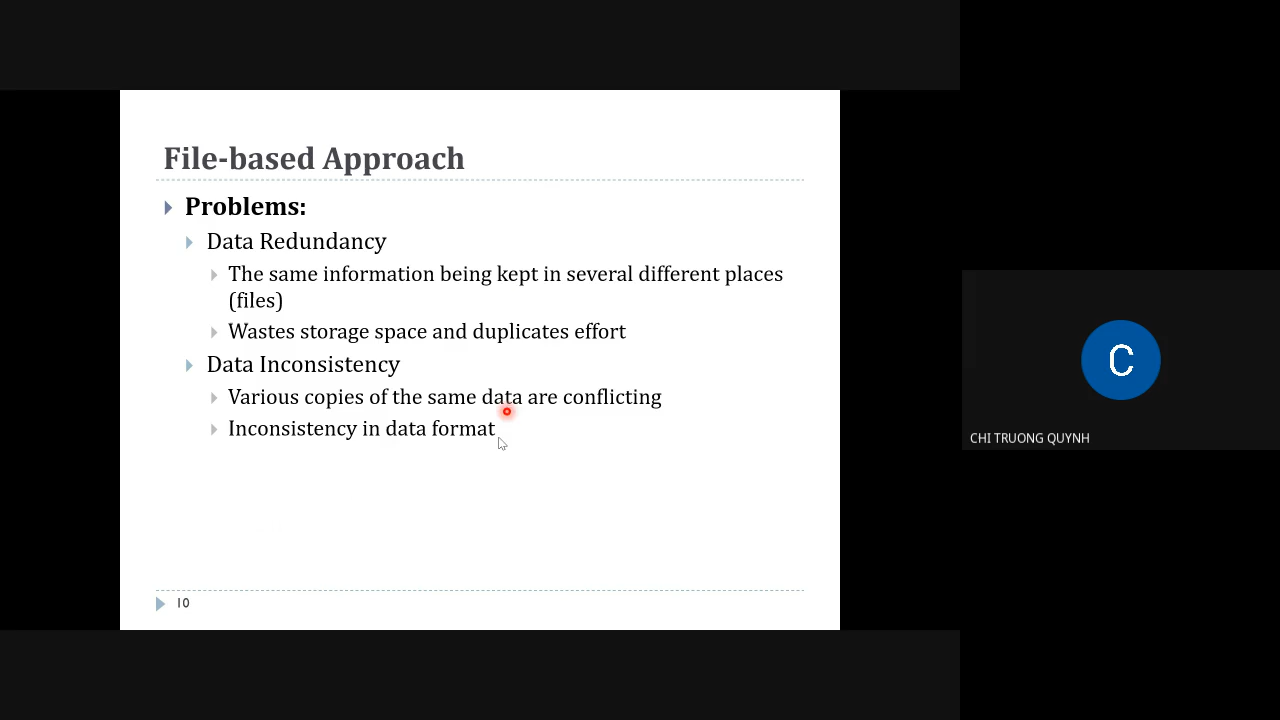 File-based Approach
Problems:
Data Redundancy
The same information being kept in several different places
(files)
Wastes storage space and duplicates effort
Data Inconsistency
Various copies of the same data are conflicting
Inconsistency in data format
10
C
CHI TRUONG QUYNH